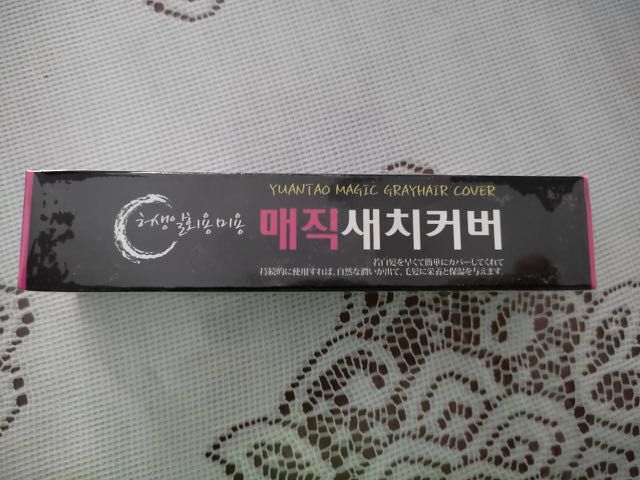 YUANTAO MAGIC GRAYHAIR COVER
허생일회용 미용
매직새치커버
若白髪を早くて簡単にカバーしてくれて
持続的に使用すれば、自然な潤いが出て、毛髪に栄養と保湿を与えます